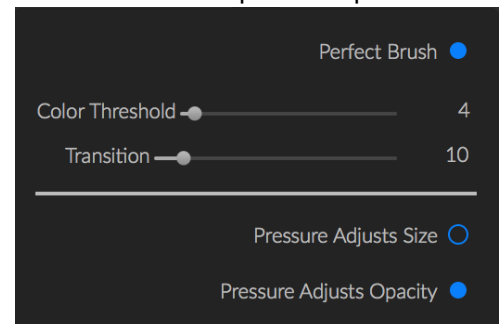 Perfect Brush
Color Threshold 4
Transition 10
Pressure Adjusts Size
Pressure Adjusts Opacity